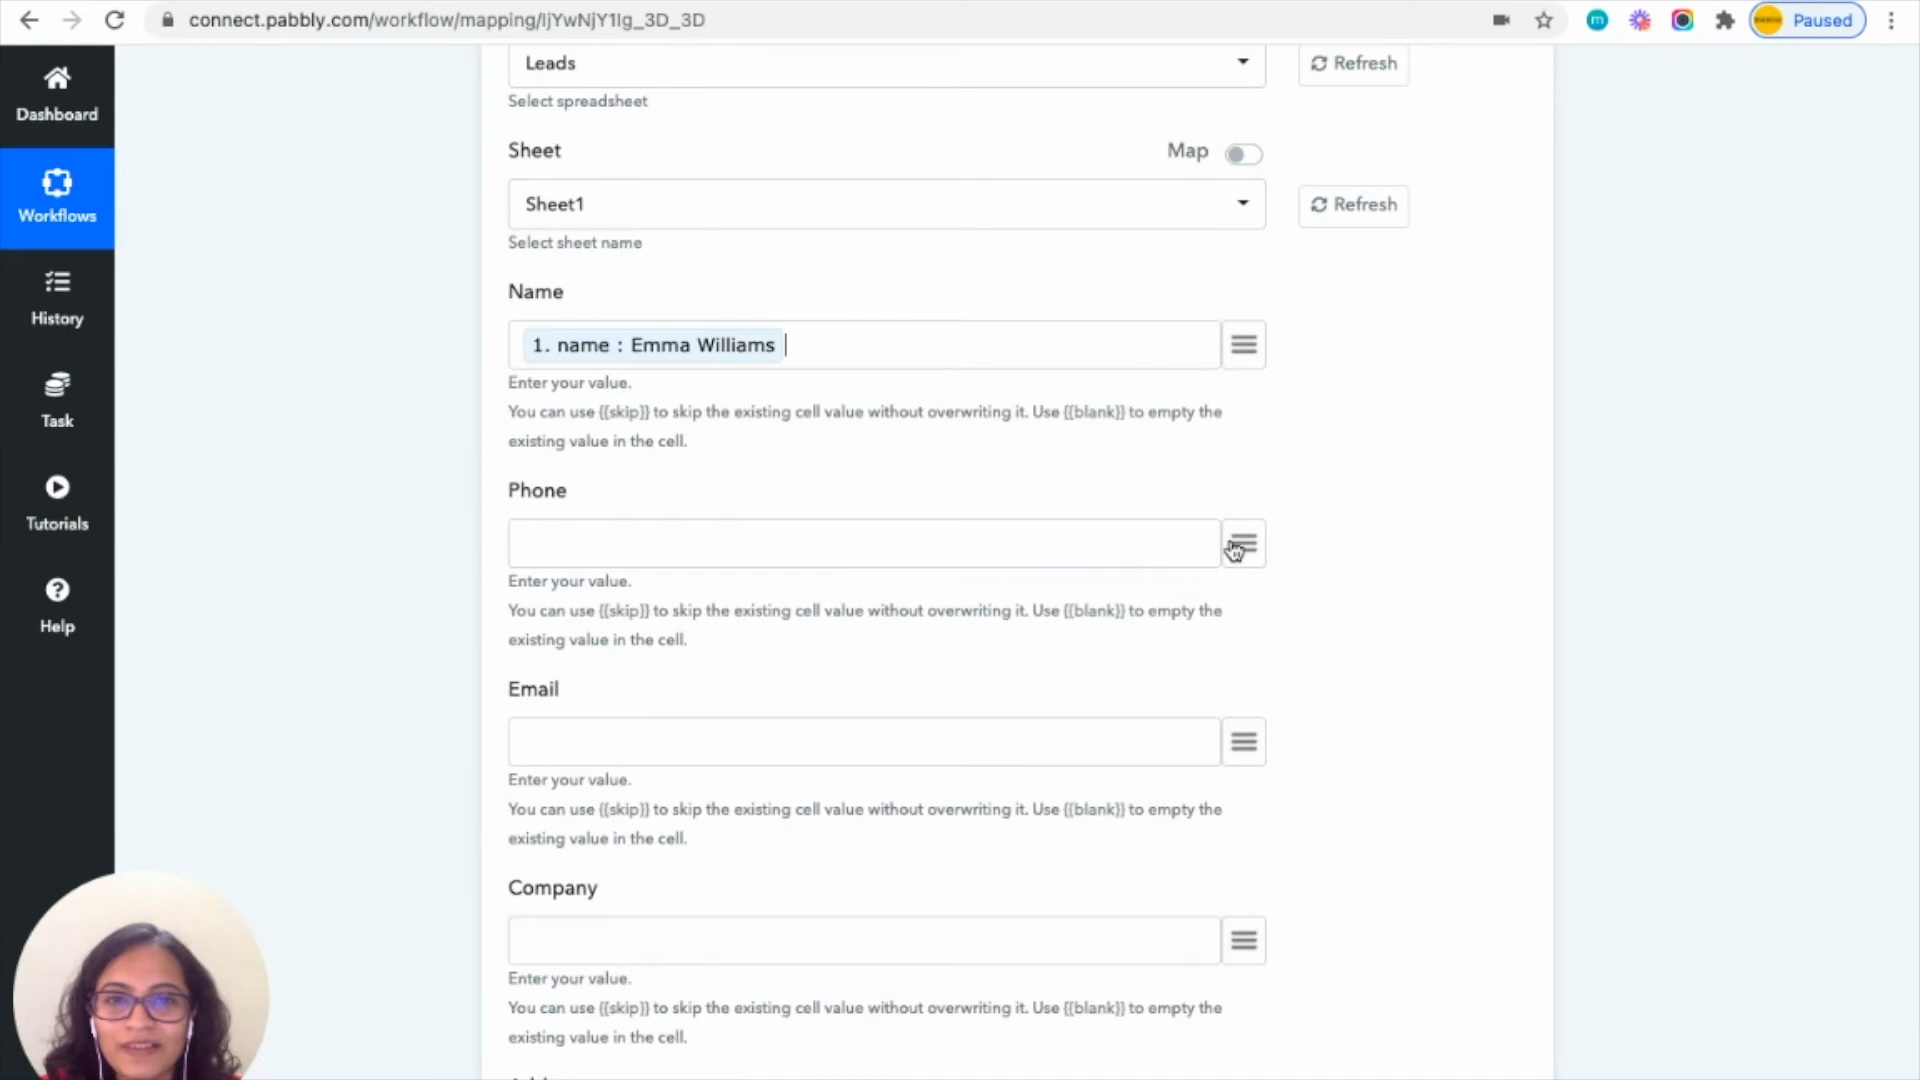 connect.pabbly.com/workflow/mapping/IjYwNjY1Ig_3D_3D
m
Paused
Dashboard
Workflows
History
Task
Tutorials
Help
Leads
Refresh
Select spreadsheet
Sheet
Map
Sheet1
Refresh
Select sheet name
Name
1. name : Emma Williams
Enter your value.
You can use {{skip}} to skip the existing cell value without overwriting it. Use {{blank}} to empty the
existing value in the cell.
Phone
Enter your value.
You can use {{skip}} to skip the existing cell value without overwriting it. Use {{blank}} to empty the
existing value in the cell.
Email
Enter your value.
You can use {{skip}} to skip the existing cell value without overwriting it. Use {{blank}} to empty the
existing value in the cell.
Company
Enter your value.
You can use {{skip}} to skip the existing cell value without overwriting it. Use {{blank}} to empty the
existing value in the cell.